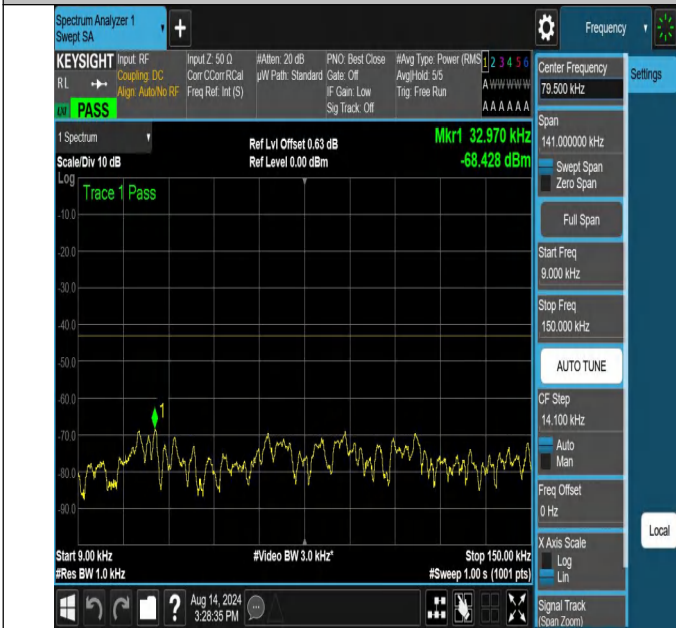 Spectrum Analyzer 1
Swept SA
+
Frequency
KEYSIGHT
RL
PASS
Input: RF
Coupling: DC
Align: Auto/No RF
Input Z: 50 Ω
Corr CCorr RCal
Freq Ref: Int (S)
#Atten: 20 dB
µW Path: Standard
PNO: Best Close
Gate: Off
IF Gain: Low
Sig Track: Off
#Avg Type: Power (RMS
Avg|Hold: 5/5
Trig: Free Run
1 2 3 4 5 6
A W W W W W
A A A A A A
Center Frequency
79.500 kHz
Settings
1 Spectrum
Scale/Div 10 dB
Ref Lvl Offset 0.63 dB
Ref Level 0.00 dBm
Mkr1 32.970 kHz
-68.428 dBm
Span
141.000000 kHz
Swept Span
Zero Span
Full Span
Start Freq
9.000 kHz
Stop Freq
150.000 kHz
AUTO TUNE
CF Step
14.100 kHz
Auto
Man
Freq Offset
0 Hz
X Axis Scale
Log
Lin
Local
Signal Track
(Span Zoom)
Log
Trace 1 Pass
-10.0
-20.0
-30.0
-40.0
-50.0
1
-70.0
-80.0
-90.0
Start 9.00 kHz
#Res BW 1.0 kHz
#Video BW 3.0 kHz*
Stop 150.00 kHz
#Sweep 1.00 s (1001 pts)
?
Aug 14, 2024
3:28:35 PM